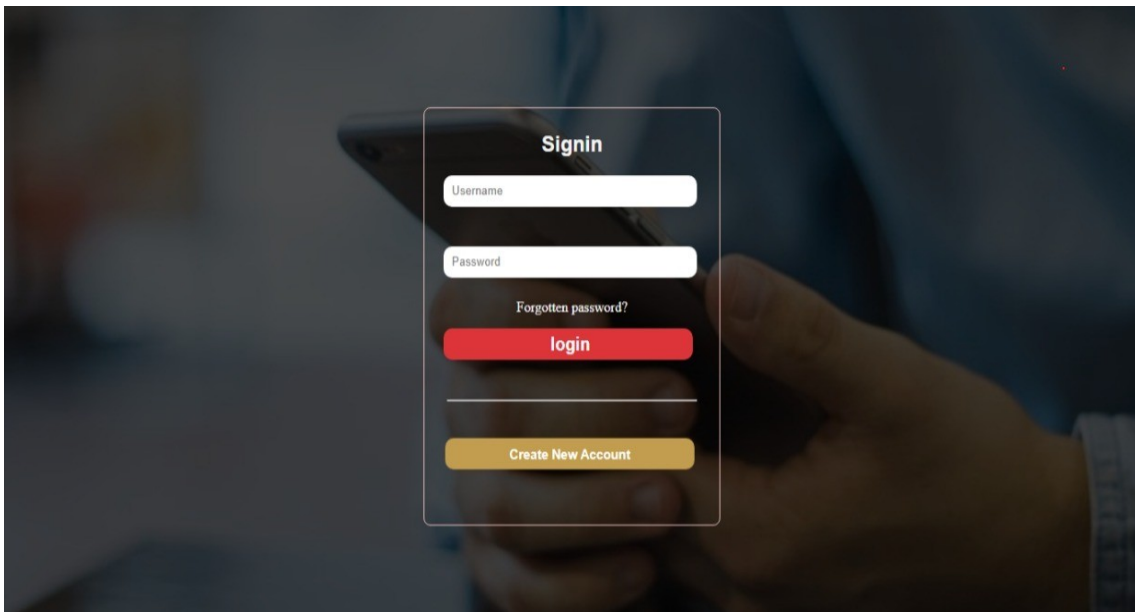 Signin
Username
Password
Forgotten password?
login
Create New Account